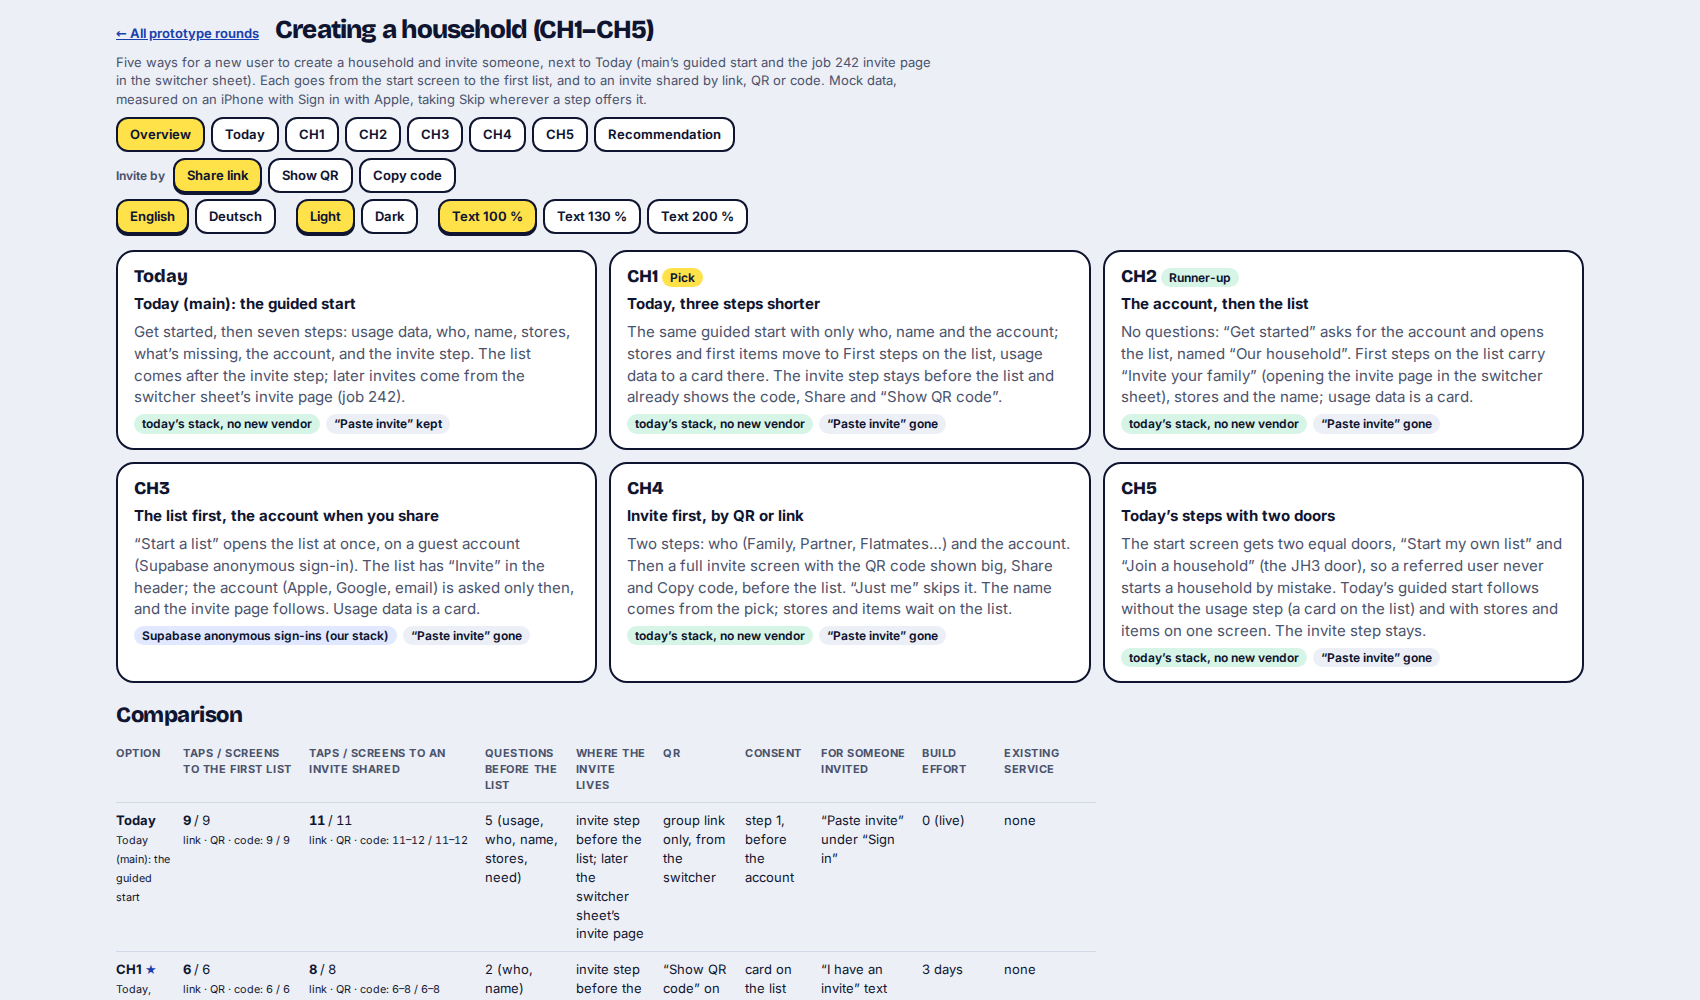 ← All prototype rounds Creating a household (CH1–CH5)
Five ways for a new user to create a household and invite someone, next to Today (main’s guided start and the job 242 invite page
in the switcher sheet). Each goes from the start screen to the first list, and to an invite shared by link, QR or code. Mock data,
measured on an iPhone with Sign in with Apple, taking Skip wherever a step offers it.
Overview Today CH1 CH2 CH3 CH4 CH5 Recommendation
Invite by Share link Show QR Copy code
English Deutsch Light Dark Text 100 % Text 130 % Text 200 %
Today
Today (main): the guided start
Get started, then seven steps: usage data, who, name, stores,
what’s missing, the account, and the invite step. The list
comes after the invite step; later invites come from the
switcher sheet’s invite page (job 242).
today’s stack, no new vendor “Paste invite” kept
CH1 Pick
Today, three steps shorter
The same guided start with only who, name and the account;
stores and first items move to First steps on the list, usage
data to a card there. The invite step stays before the list and
already shows the code, Share and “Show QR code”.
today’s stack, no new vendor “Paste invite” gone
CH2 Runner-up
The account, then the list
No questions: “Get started” asks for the account and opens
the list, named “Our household”. First steps on the list carry
“Invite your family” (opening the invite page in the switcher
sheet), stores and the name; usage data is a card.
today’s stack, no new vendor “Paste invite” gone
CH3
The list first, the account when you share
“Start a list” opens the list at once, on a guest account
(Supabase anonymous sign-in). The list has “Invite” in the
header; the account (Apple, Google, email) is asked only then,
and the invite page follows. Usage data is a card.
Supabase anonymous sign-ins (our stack) “Paste invite” gone
CH4
Invite first, by QR or link
Two steps: who (Family, Partner, Flatmates…) and the account.
Then a full invite screen with the QR code shown big, Share
and Copy code, before the list. “Just me” skips it. The name
comes from the pick; stores and items wait on the list.
today’s stack, no new vendor “Paste invite” gone
CH5
Today’s steps with two doors
The start screen gets two equal doors, “Start my own list” and
“Join a household” (the JH3 door), so a referred user never
starts a household by mistake. Today’s guided start follows
without the usage step (a card on the list) and with stores and
items on one screen. The invite step stays.
today’s stack, no new vendor “Paste invite” gone
Comparison
OPTION
TAPS / SCREENS
TO THE FIRST LIST
TAPS / SCREENS TO AN
INVITE SHARED
QUESTIONS
BEFORE THE
LIST
WHERE THE
INVITE
LIVES
QR
CONSENT
FOR SOMEONE
INVITED
BUILD
EFFORT
EXISTING
SERVICE
Today
Today
(main): the
guided
start
9 / 9
link · QR · code: 9 / 9
11 / 11
link · QR · code: 11–12 / 11–12
5 (usage,
who, name,
stores,
need)
invite step
before the
list; later
the
switcher
sheet’s
invite page
group link
only, from
the
switcher
step 1,
before
the
account
“Paste invite”
under “Sign
in”
0 (live)
none
CH1 ★
Today,
6 / 6
link · QR · code: 6 / 6
8 / 8
link · QR · code: 6–8 / 6–8
2 (who,
name)
invite step
before the
“Show QR
code” on
card on
the list
“I have an
invite” text
3 days
none